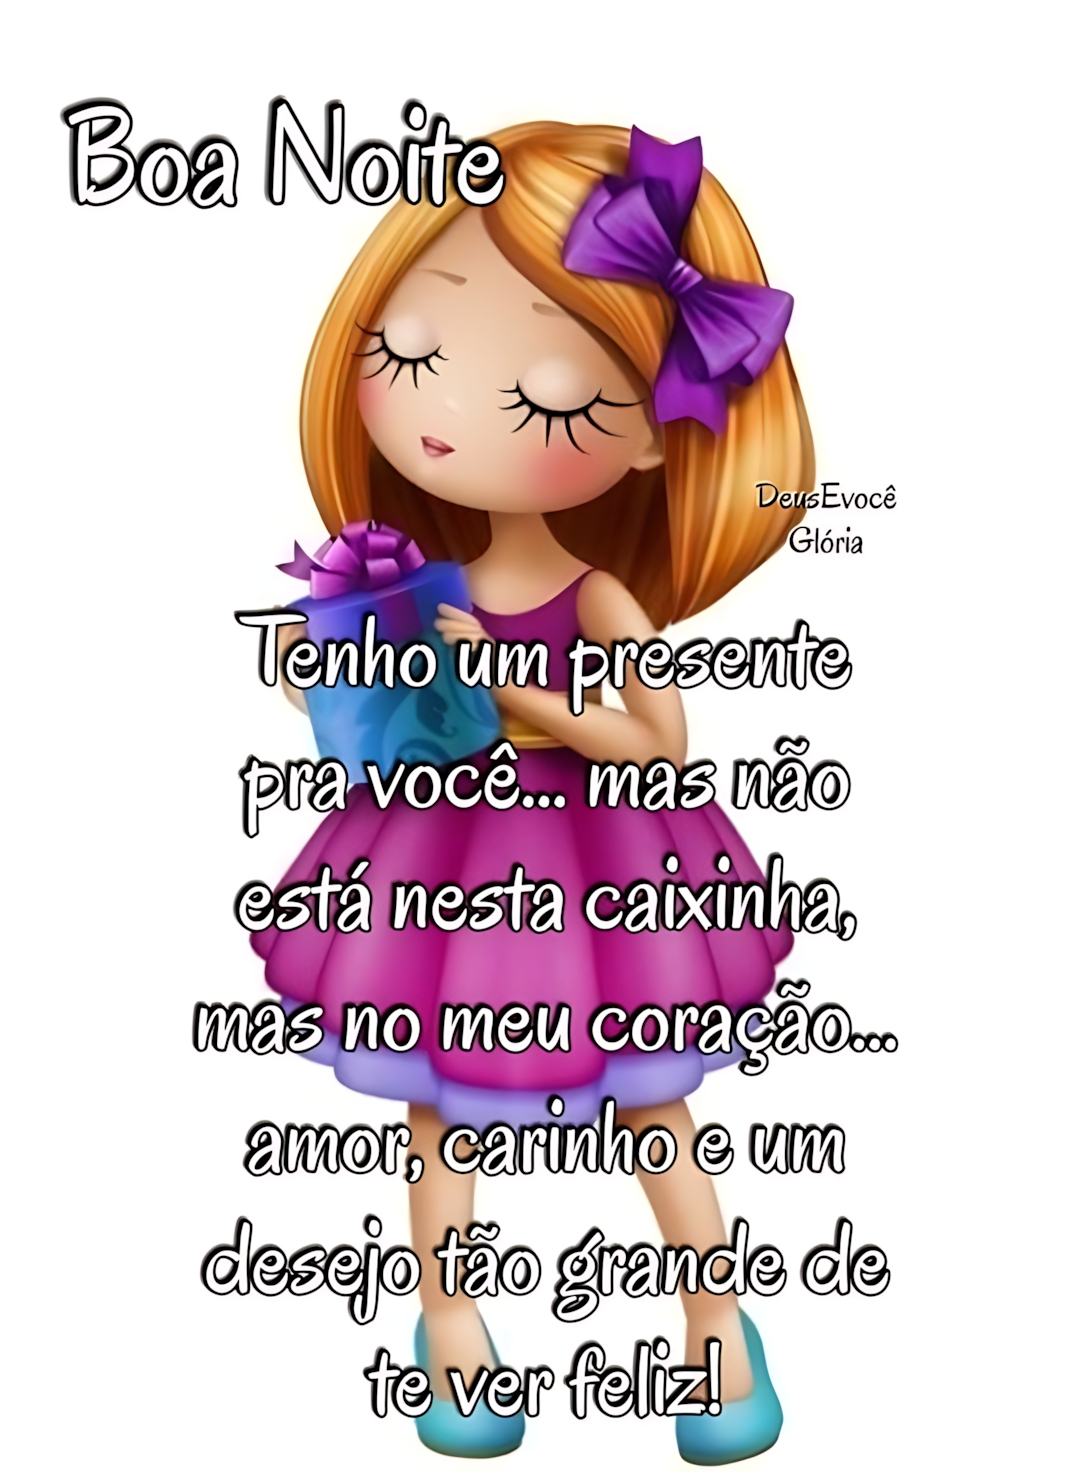 Boa Noite
DeusEvocê
Glória
Tenho um presente
pra você... mas não
está nesta caixinha,
mas no meu coração...
amor, carinho e um
desejo tão grande de
te ver feliz!